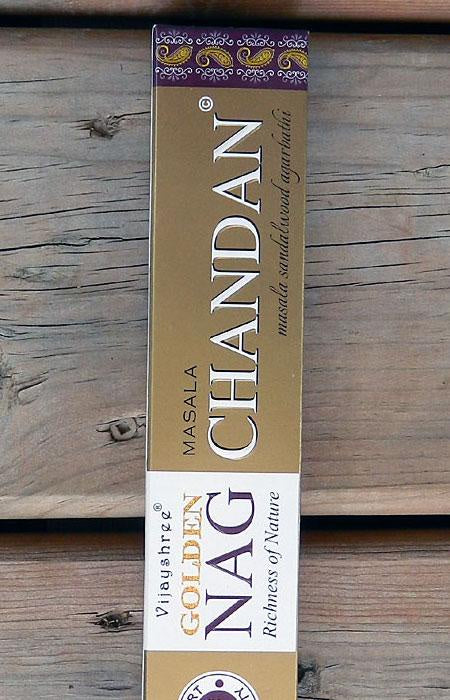 Vijayshree®
GOLDEN
NAG
Richness of Nature
MASALA
CHANDAN©
masala sandalwood agarbathi